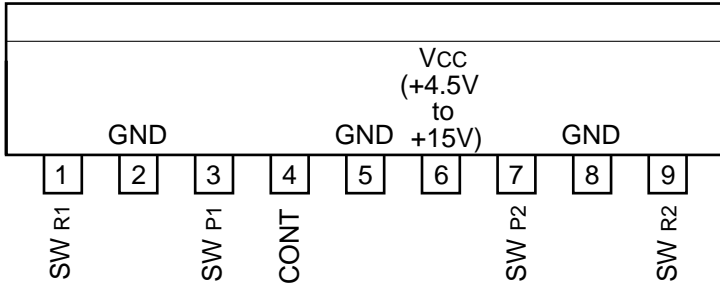 VCC
(+4.5V
to
GND GND +15V) GND
1 2 3 4 5 6 7 8 9
SW R1 SW P1 CONT SW P2 SW R2